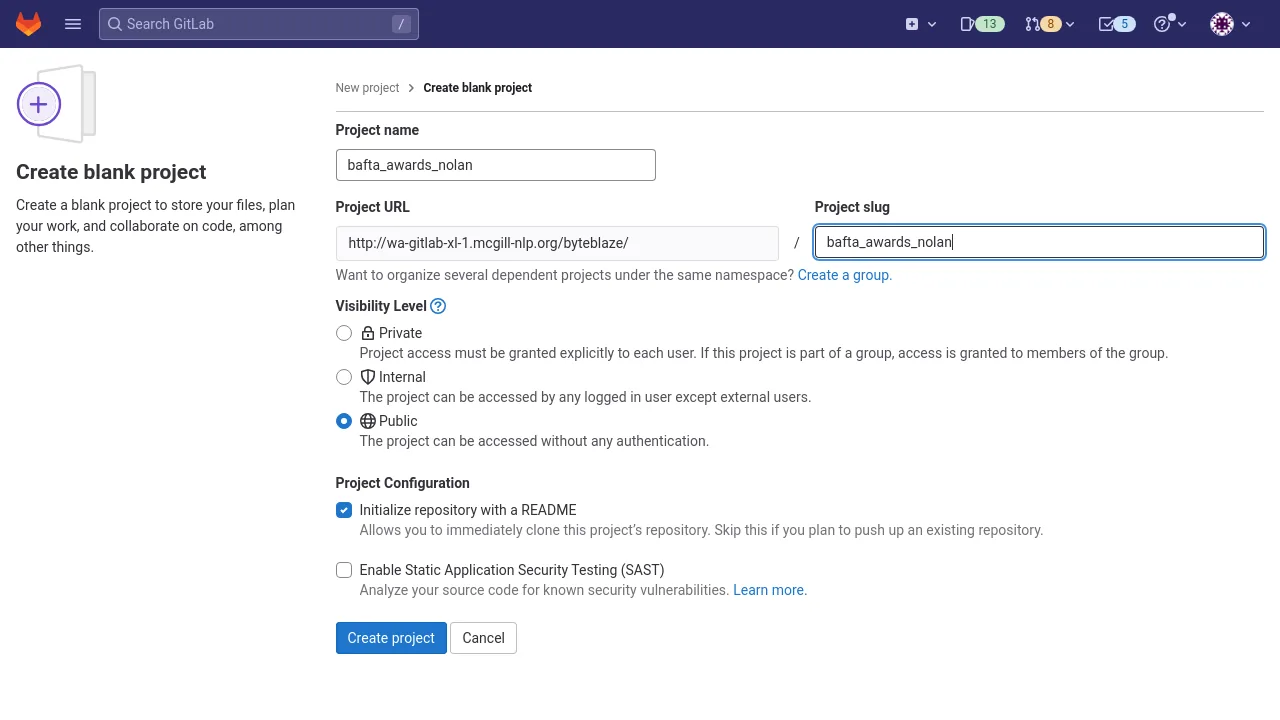 Search GitLab
/
13
8
5
New project
Create blank project
Create blank project
Create a blank project to store your files, plan
your work, and collaborate on code, among
other things.
Project name
bafta_awards_nolan
Project URL
Project slug
http://wa-gitlab-xl-1.mcgill-nlp.org/byteblaze/
/
bafta_awards_nolan
Want to organize several dependent projects under the same namespace? Create a group.
Visibility Level
Private
Project access must be granted explicitly to each user. If this project is part of a group, access is granted to members of the group.
Internal
The project can be accessed by any logged in user except external users.
Public
The project can be accessed without any authentication.
Project Configuration
Initialize repository with a README
Allows you to immediately clone this project’s repository. Skip this if you plan to push up an existing repository.
Enable Static Application Security Testing (SAST)
Analyze your source code for known security vulnerabilities. Learn more.
Create project
Cancel